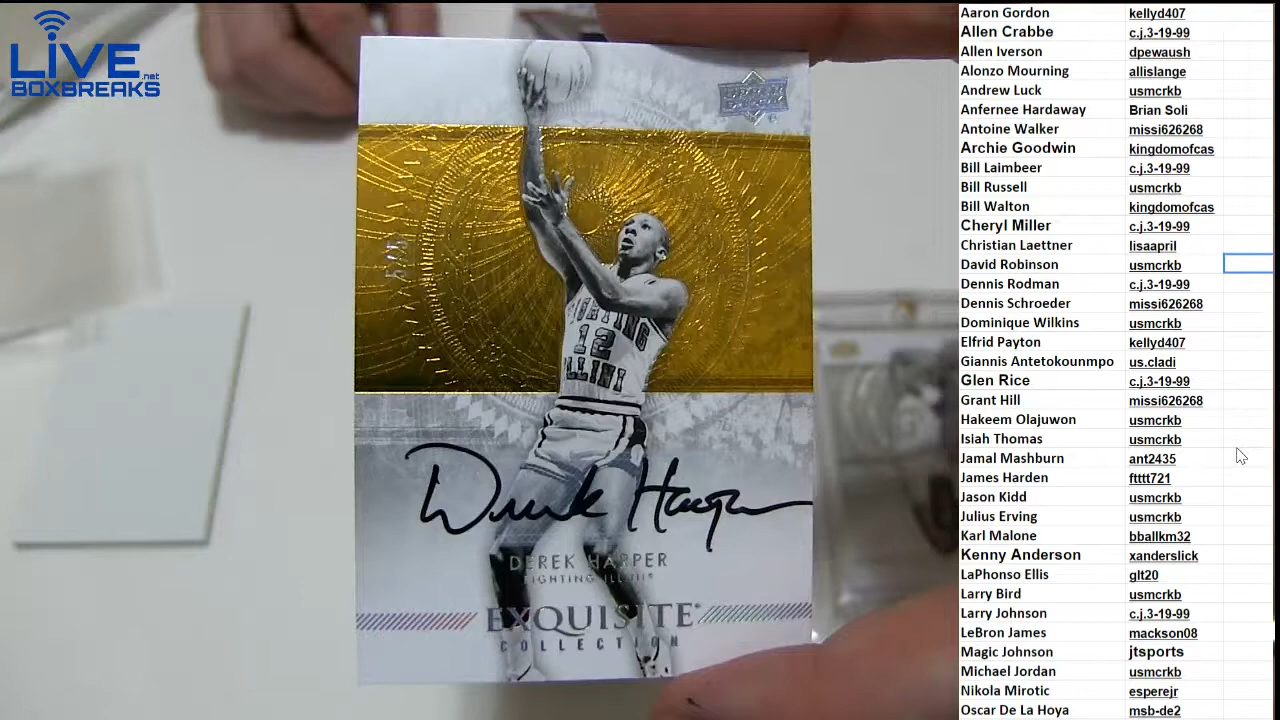 LIVE
.net
BOXBREAKS
UPPER DECK
FIGHTING
12
ILLINI
Derek Harper
DEREK HARPER
FIGHTING ILLINI®
EXQUISITE®
COLLECTION
Aaron Gordon kellyd407
Allen Crabbe c.j.3-19-99
Allen Iverson dpewaush
Alonzo Mourning allislange
Andrew Luck usmcrkb
Anfernee Hardaway Brian Soli
Antoine Walker missi626268
Archie Goodwin kingdomofcas
Bill Laimbeer c.j.3-19-99
Bill Russell usmcrkb
Bill Walton kingdomofcas
Cheryl Miller c.j.3-19-99
Christian Laettner lisaapril
David Robinson usmcrkb
Dennis Rodman c.j.3-19-99
Dennis Schroeder missi626268
Dominique Wilkins usmcrkb
Elfrid Payton kellyd407
Giannis Antetokounmpo us.cladi
Glen Rice c.j.3-19-99
Grant Hill missi626268
Hakeem Olajuwon usmcrkb
Isiah Thomas usmcrkb
Jamal Mashburn ant2435
James Harden ftttt721
Jason Kidd usmcrkb
Julius Erving usmcrkb
Karl Malone bballkm32
Kenny Anderson xanderslick
LaPhonso Ellis glt20
Larry Bird usmcrkb
Larry Johnson c.j.3-19-99
LeBron James mackson08
Magic Johnson jtsports
Michael Jordan usmcrkb
Nikola Mirotic esperejr
Oscar De La Hoya msb-de2